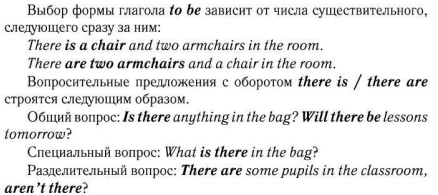 Выбор формы глагола to be зависит от числа существительного,
следующего сразу за ним:
There is a chair and two armchairs in the room.
There are two armchairs and a chair in the room.
Вопросительные предложения с оборотом there is / there are
строятся следующим образом.
Общий вопрос: Is there anything in the bag? Will there be lessons
tomorrow?
Специальный вопрос: What is there in the bag?
Разделительный вопрос: There are some pupils in the classroom,
aren't there?